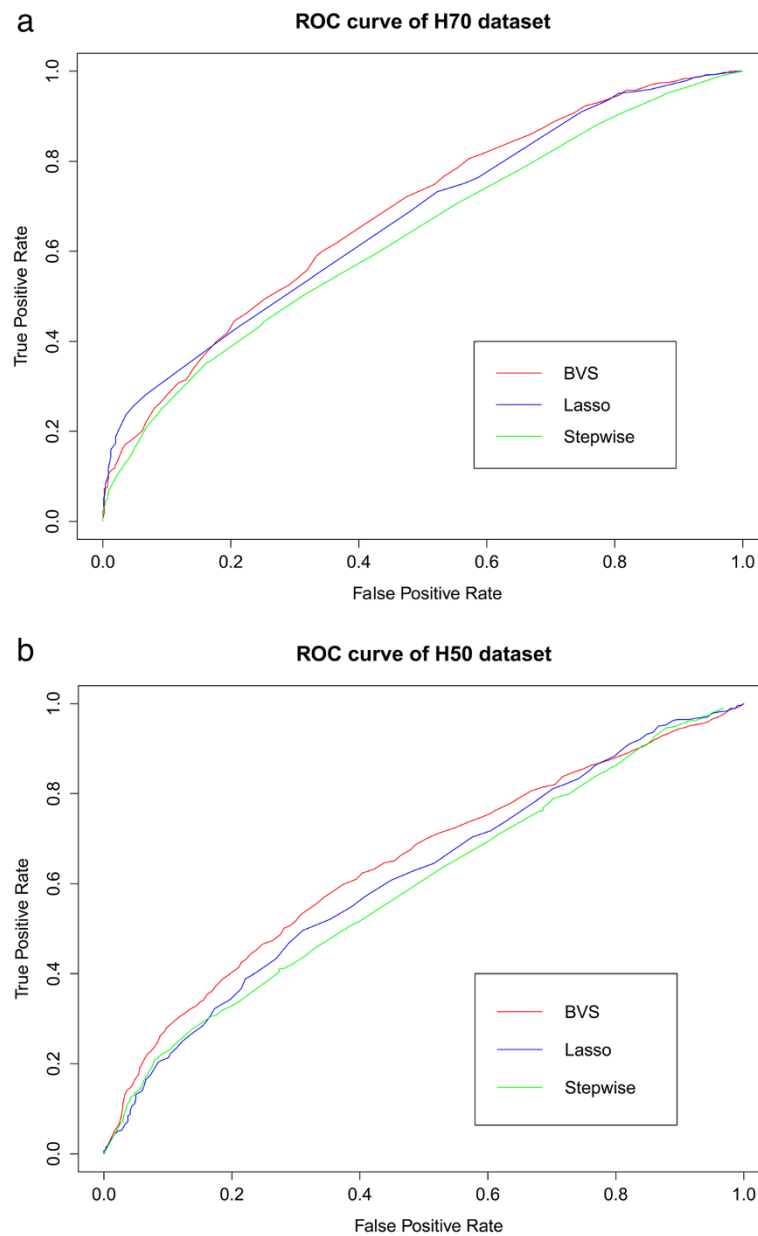 a
ROC curve of H70 dataset
True Positive Rate
1.0
0.8
0.6
0.4
0.2
0.0
BVS
Lasso
Stepwise
0.0 0.2 0.4 0.6 0.8 1.0
False Positive Rate
b
ROC curve of H50 dataset
True Positive Rate
1.0
0.8
0.6
0.4
0.2
0.0
BVS
Lasso
Stepwise
0.0 0.2 0.4 0.6 0.8 1.0
False Positive Rate